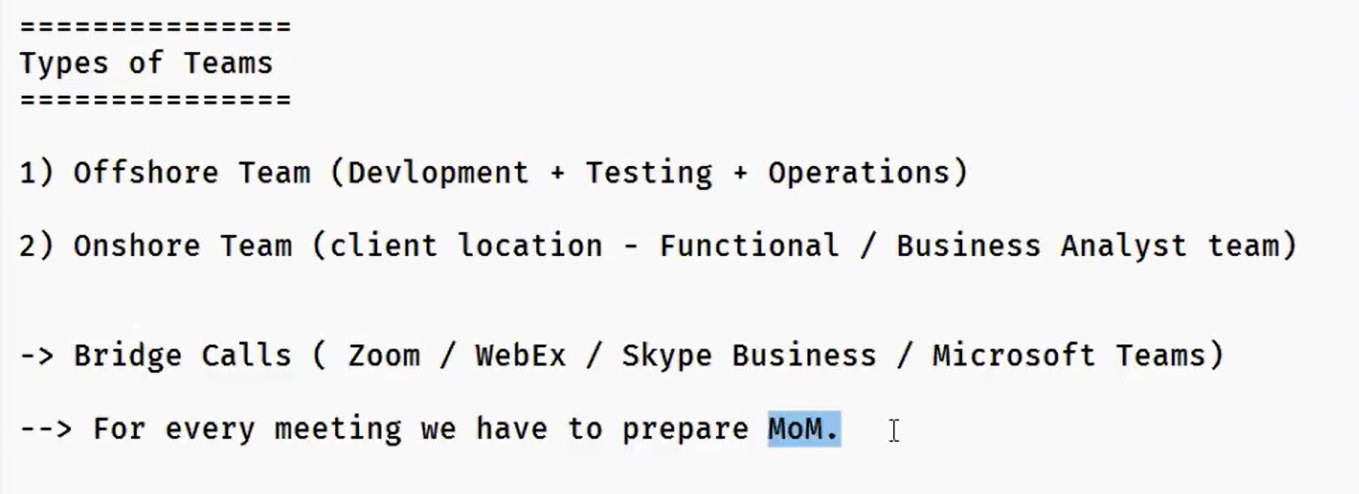 ===============
Types of Teams
===============
1) Offshore Team (Devlopment + Testing + Operations)
2) Onshore Team (client location - Functional / Business Analyst team)
-> Bridge Calls ( Zoom / WebEx / Skype Business / Microsoft Teams)
--> For every meeting we have to prepare MoM.